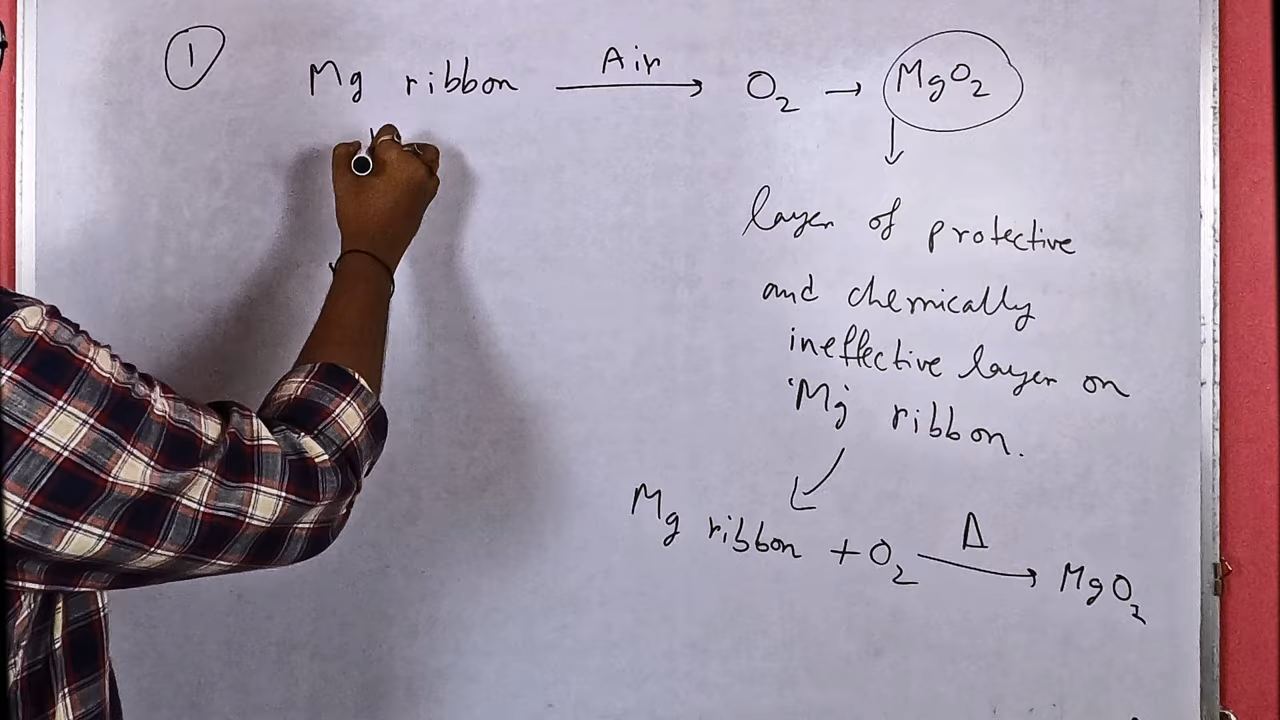 1 Mg ribbon Air → O₂ → MgO₂
↓
layer of protective
and chemically
ineffective layer on
'Mg' ribbon.
Mg ribbon + O₂ Δ → MgO₂